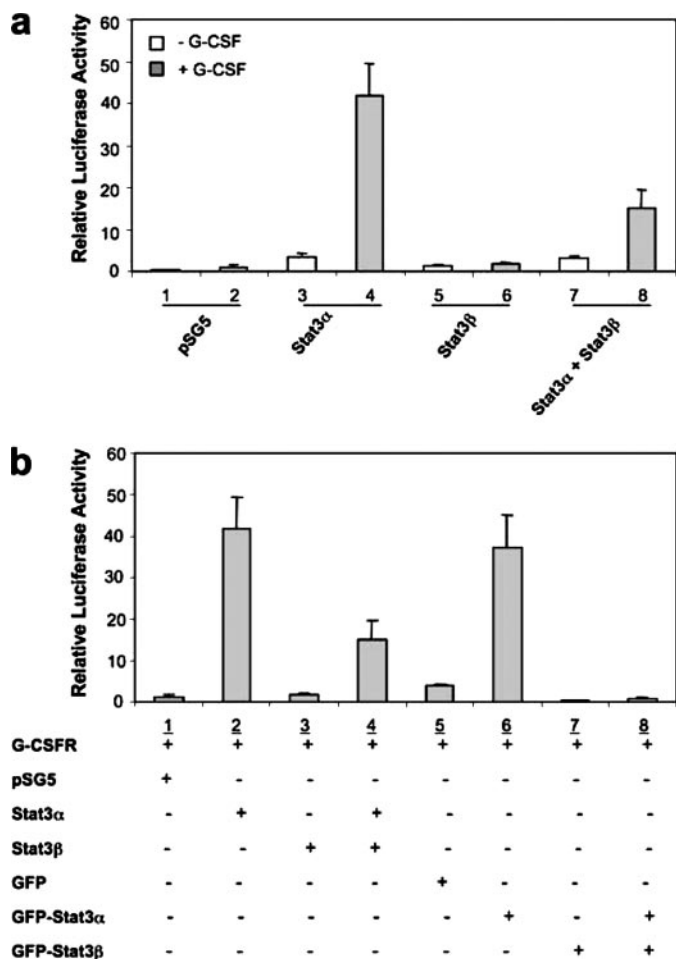 a
60
50
40
30
20
10
0
Relative Luciferase Activity
- G-CSF
+ G-CSF
1 2 3 4 5 6 7 8
pSG5 Stat3α Stat3β Stat3α + Stat3β
b
60
50
40
30
20
10
0
Relative Luciferase Activity
1 2 3 4 5 6 7 8
G-CSFR + + + + + + + +
pSG5 + - - - - - - -
Stat3α - + - + - - - -
Stat3β - - + + - - - -
GFP - - - - + - - -
GFP-Stat3α - - - - - + - +
GFP-Stat3β - - - - - - + +